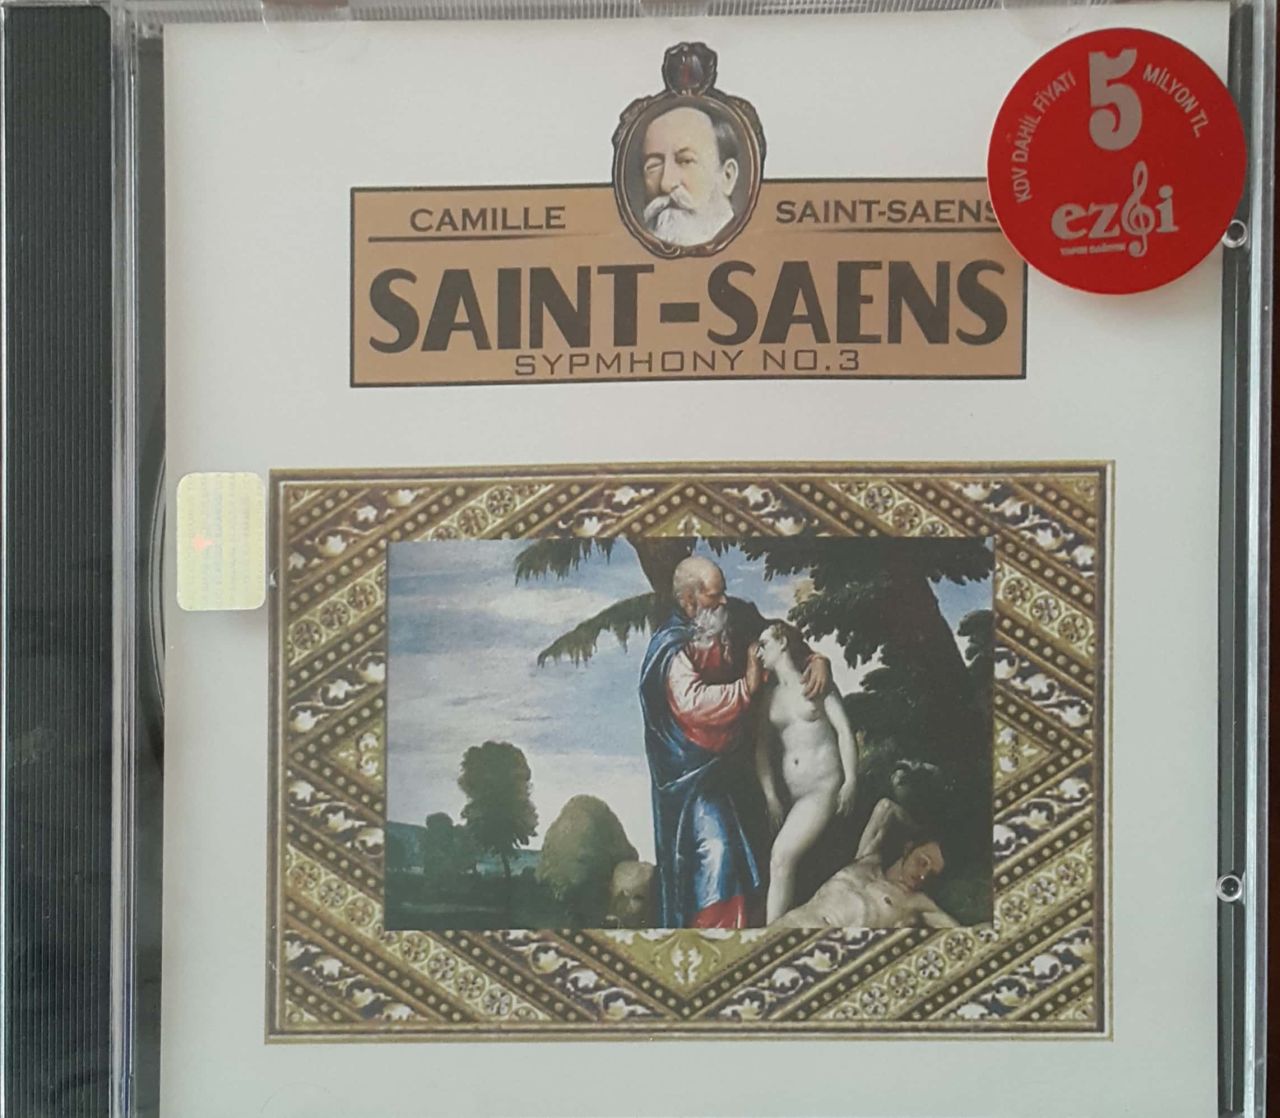 CAMILLE SAINT-SAENS
SAINT-SAENS
SYPMHONY NO.3
KDV DAHİL FİYATI
5
MİLYON TL.
ezgi